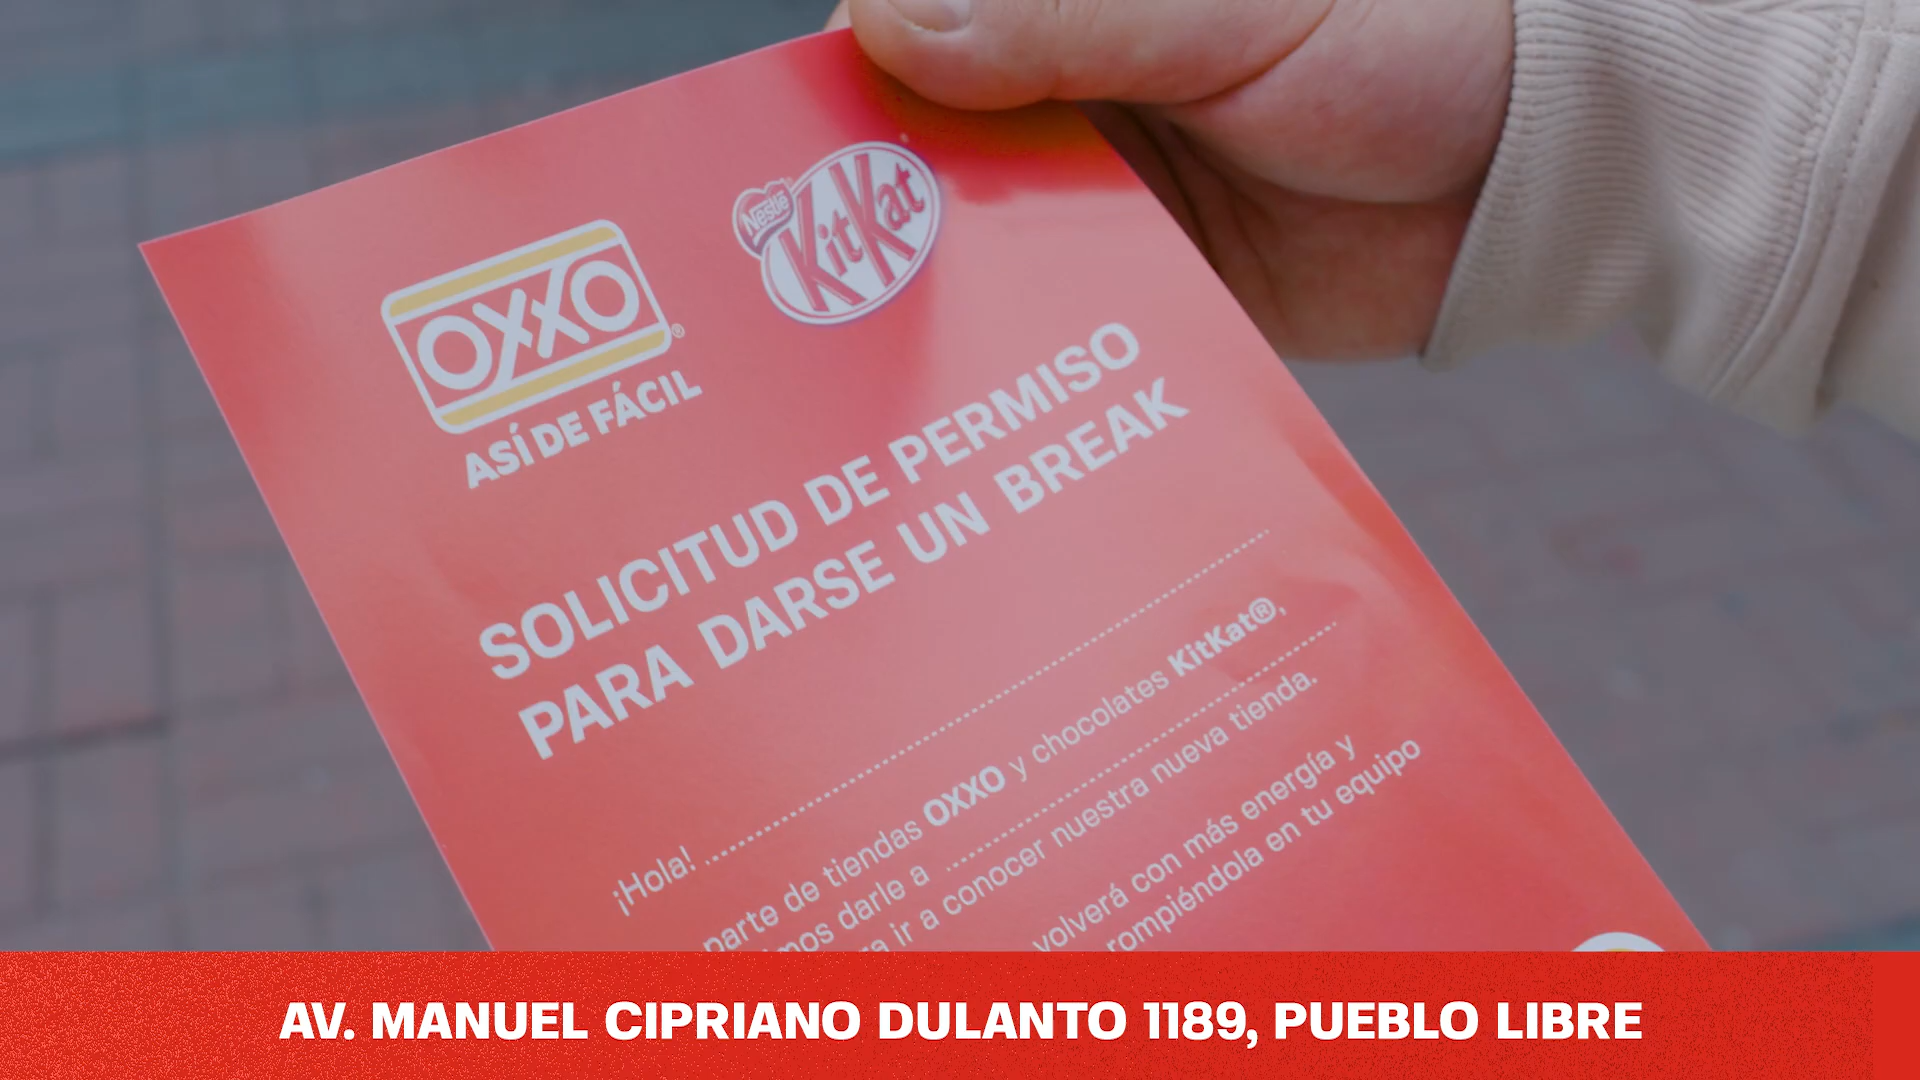 OXXO
ASÍ DE FÁCIL
Nestlé
KitKat
SOLICITUD DE PERMISO
PARA DARSE UN BREAK
¡Hola!
parte de tiendas OXXO y chocolates KitKat®,
darle a
ir a conocer nuestra nueva tienda.
volverá con más energía y
rompiéndola en tu equipo
AV. MANUEL CIPRIANO DULANTO 1189, PUEBLO LIBRE